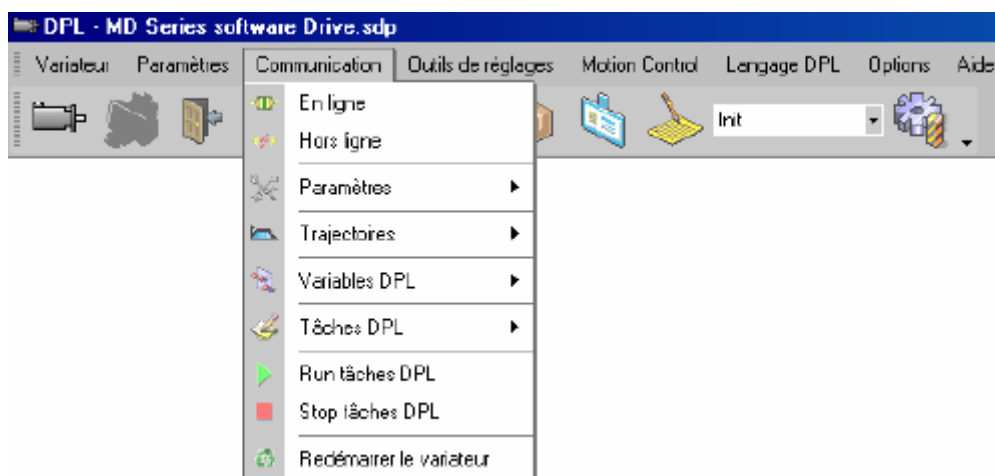 DPL - MD Series software Drive.sdp
Variateur Paramètres Communication Outils de réglages Motion Control Langage DPL Options Aide
Init
En ligne
Hors ligne
Paramètres
Trajectoires
Variables DPL
Tâches DPL
Run tâches DPL
Stop tâches DPL
Redémarrer le variateur